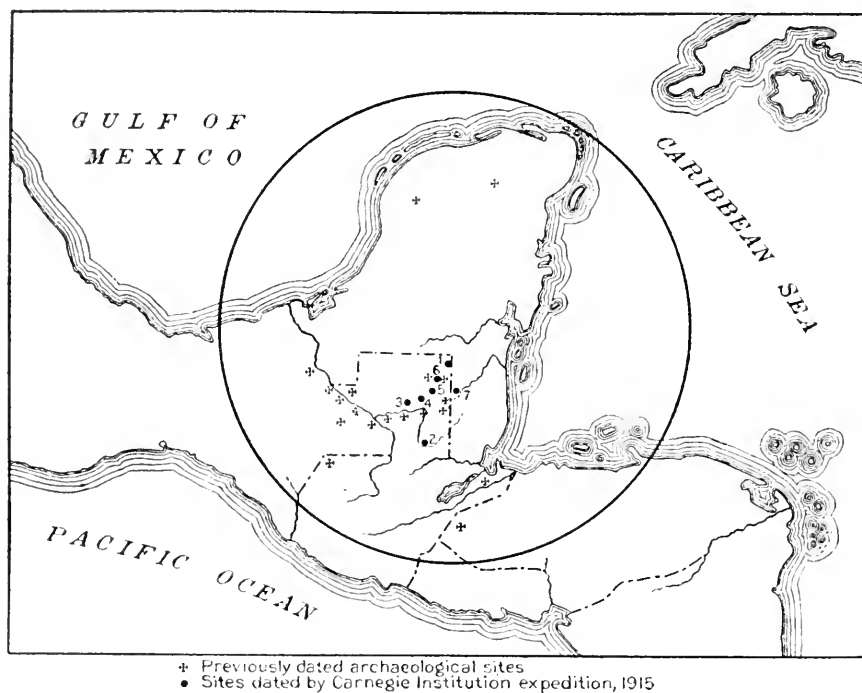 GULF OF
MEXICO
CARIBBEAN SEA
1
6
5
7
3
4
2
PACIFIC OCEAN
✢ Previously dated archaeological sites
• Sites dated by Carnegie Institution expedition, 1915